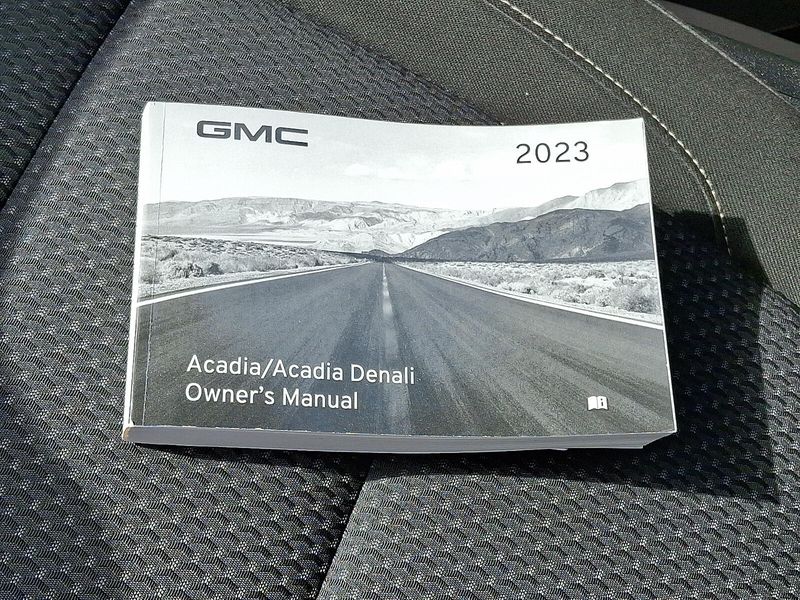 GMC
2023
Acadia/Acadia Denali
Owner's Manual